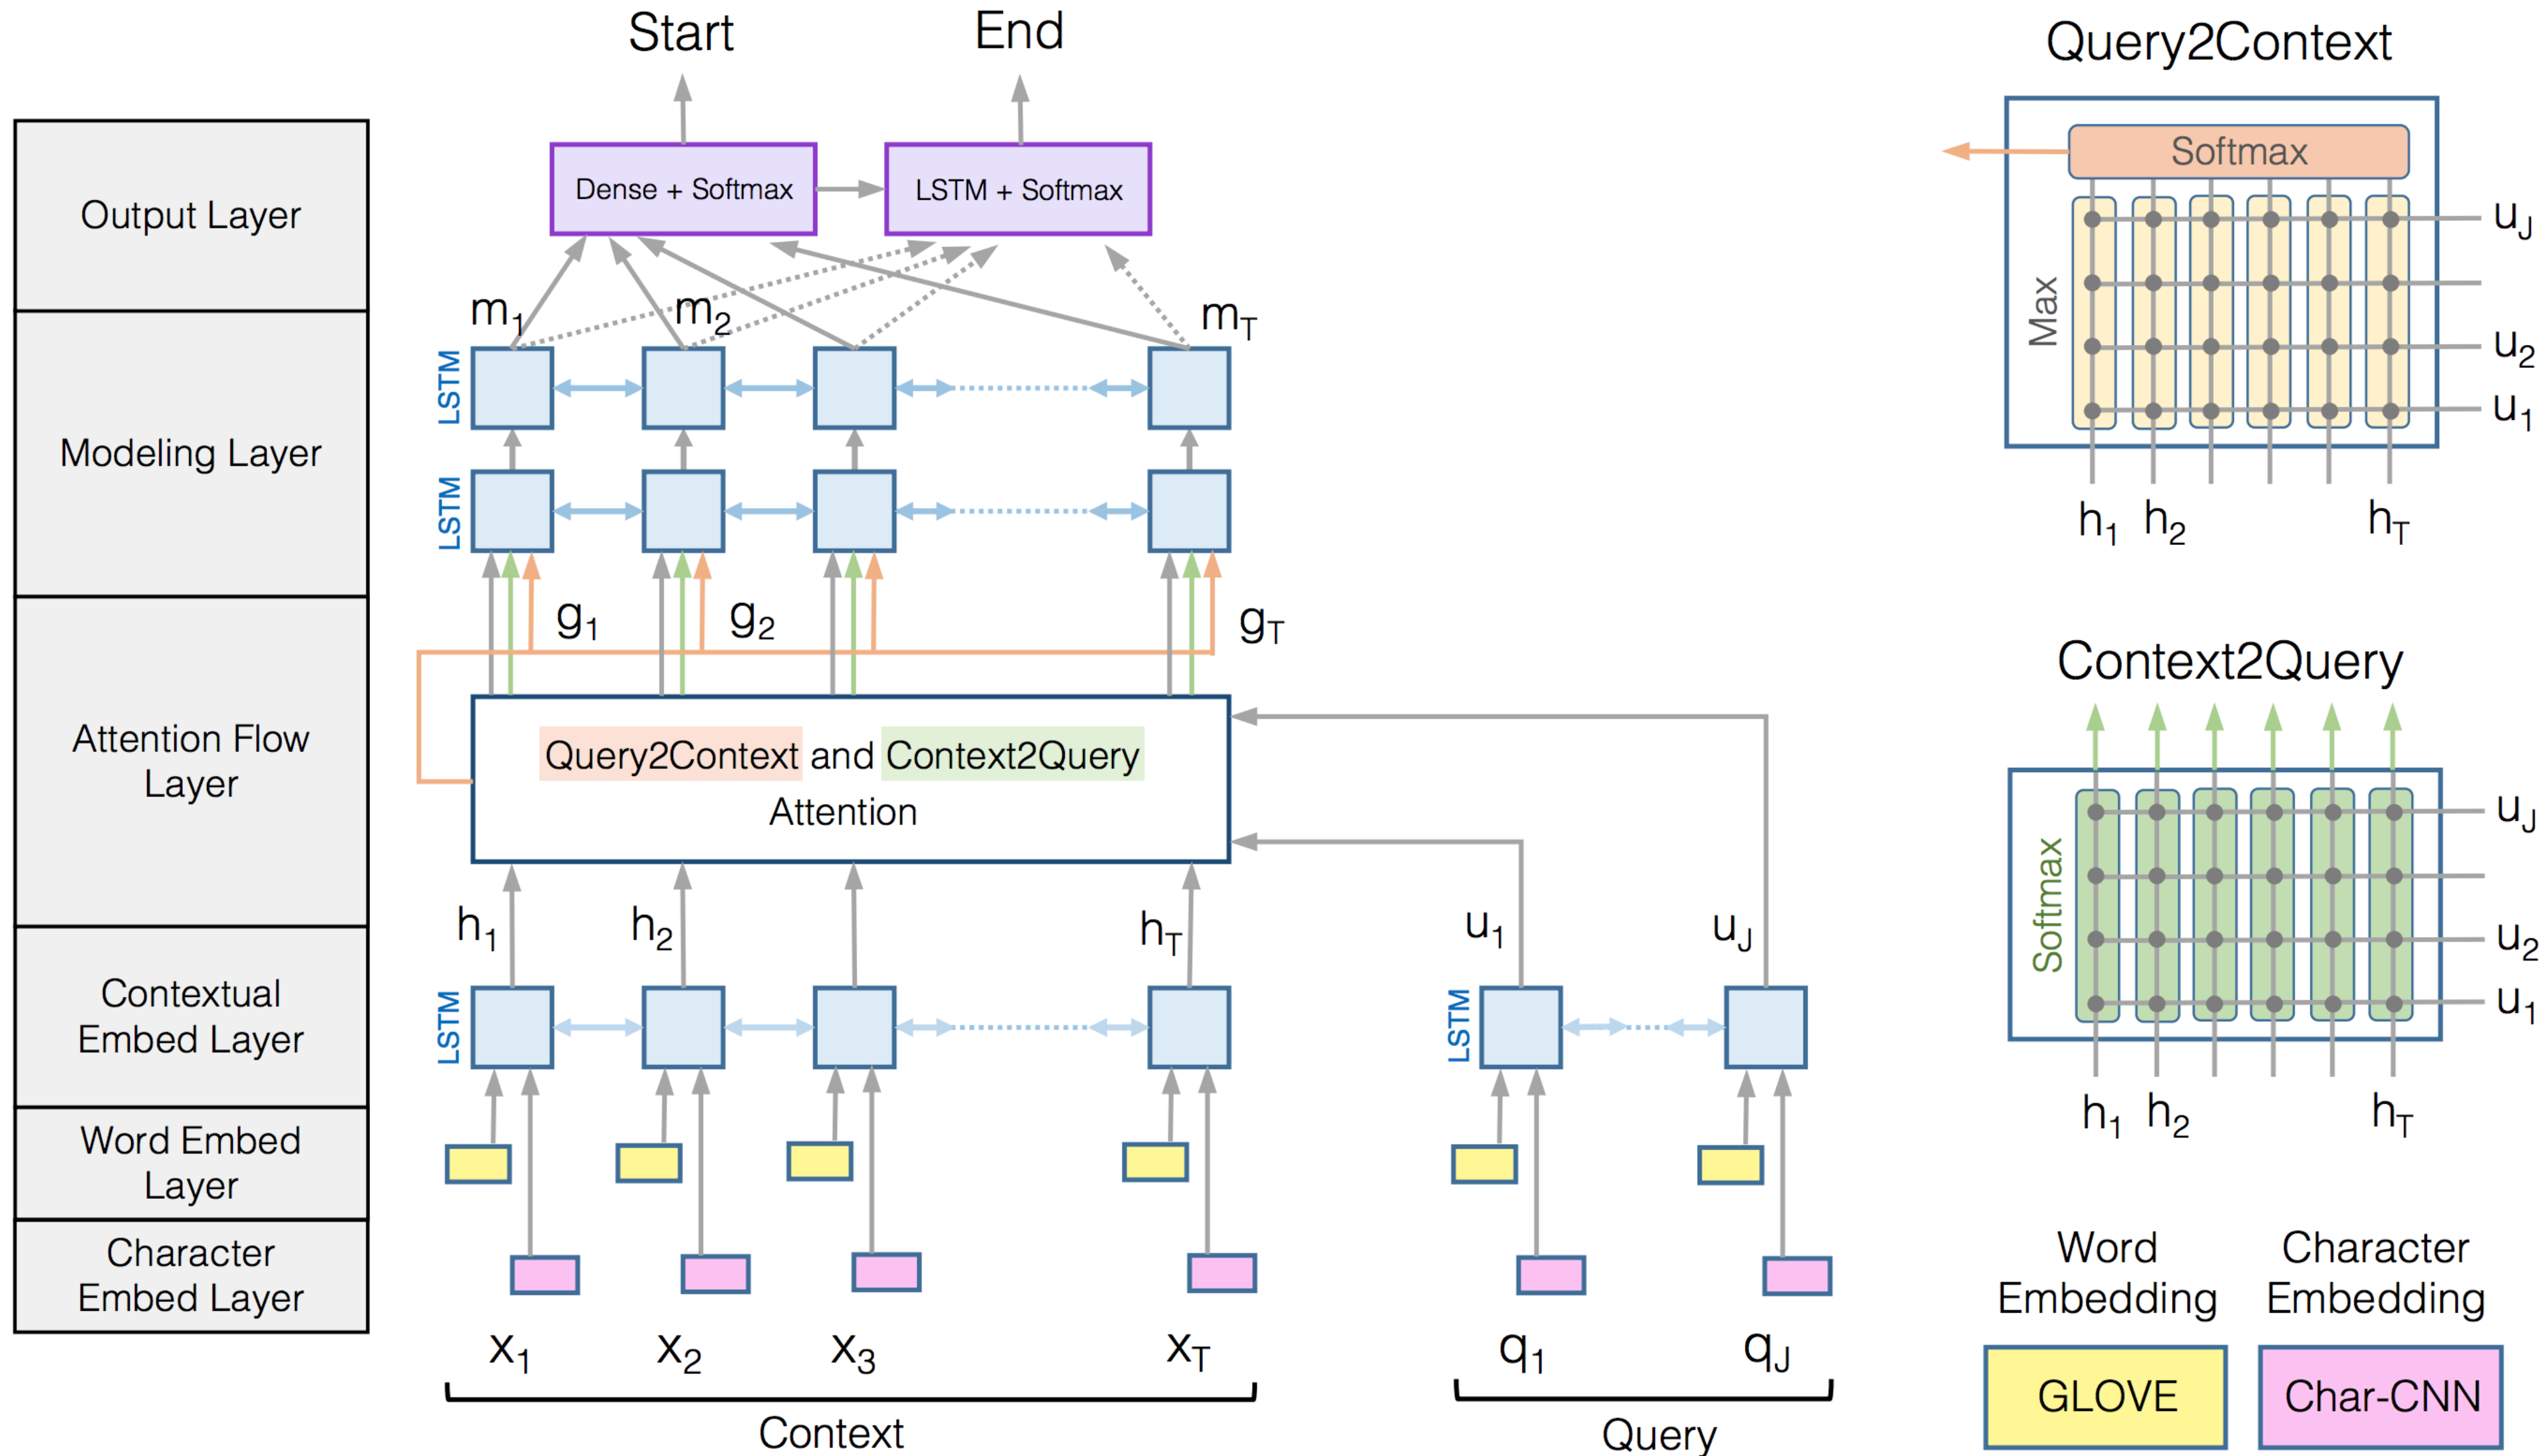 Start
End
Output Layer
Modeling Layer
Attention Flow
Layer
Contextual
Embed Layer
Word Embed
Layer
Character
Embed Layer
Dense + Softmax
LSTM + Softmax
m1
m2
mT
LSTM
LSTM
g1
g2
gT
Query2Context and Context2Query
Attention
h1
h2
hT
u1
uJ
LSTM
LSTM
x1
x2
x3
xT
q1
qJ
Context
Query
Query2Context
Softmax
Max
uJ
u2
u1
h1
h2
hT
Context2Query
Softmax
uJ
u2
u1
h1
h2
hT
Word
Embedding
GLOVE
Character
Embedding
Char-CNN